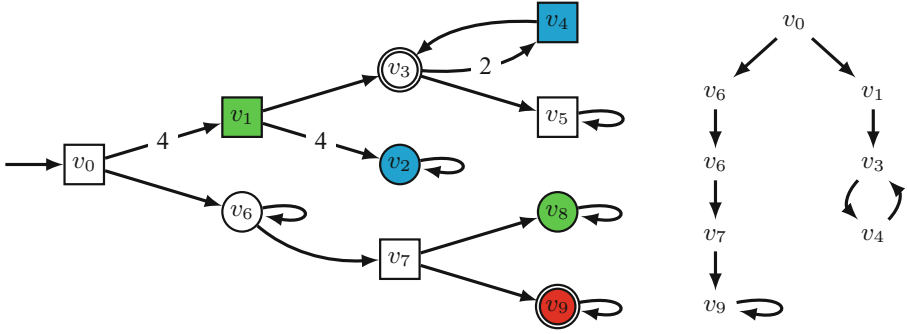 v₄ v₀
v₃ 2
v₆ v₁
v₁ v₅
4 4
v₀ v₂ v₆ v₃
v₆ v₈
v₇ v₇ v₄
v₉ v₉